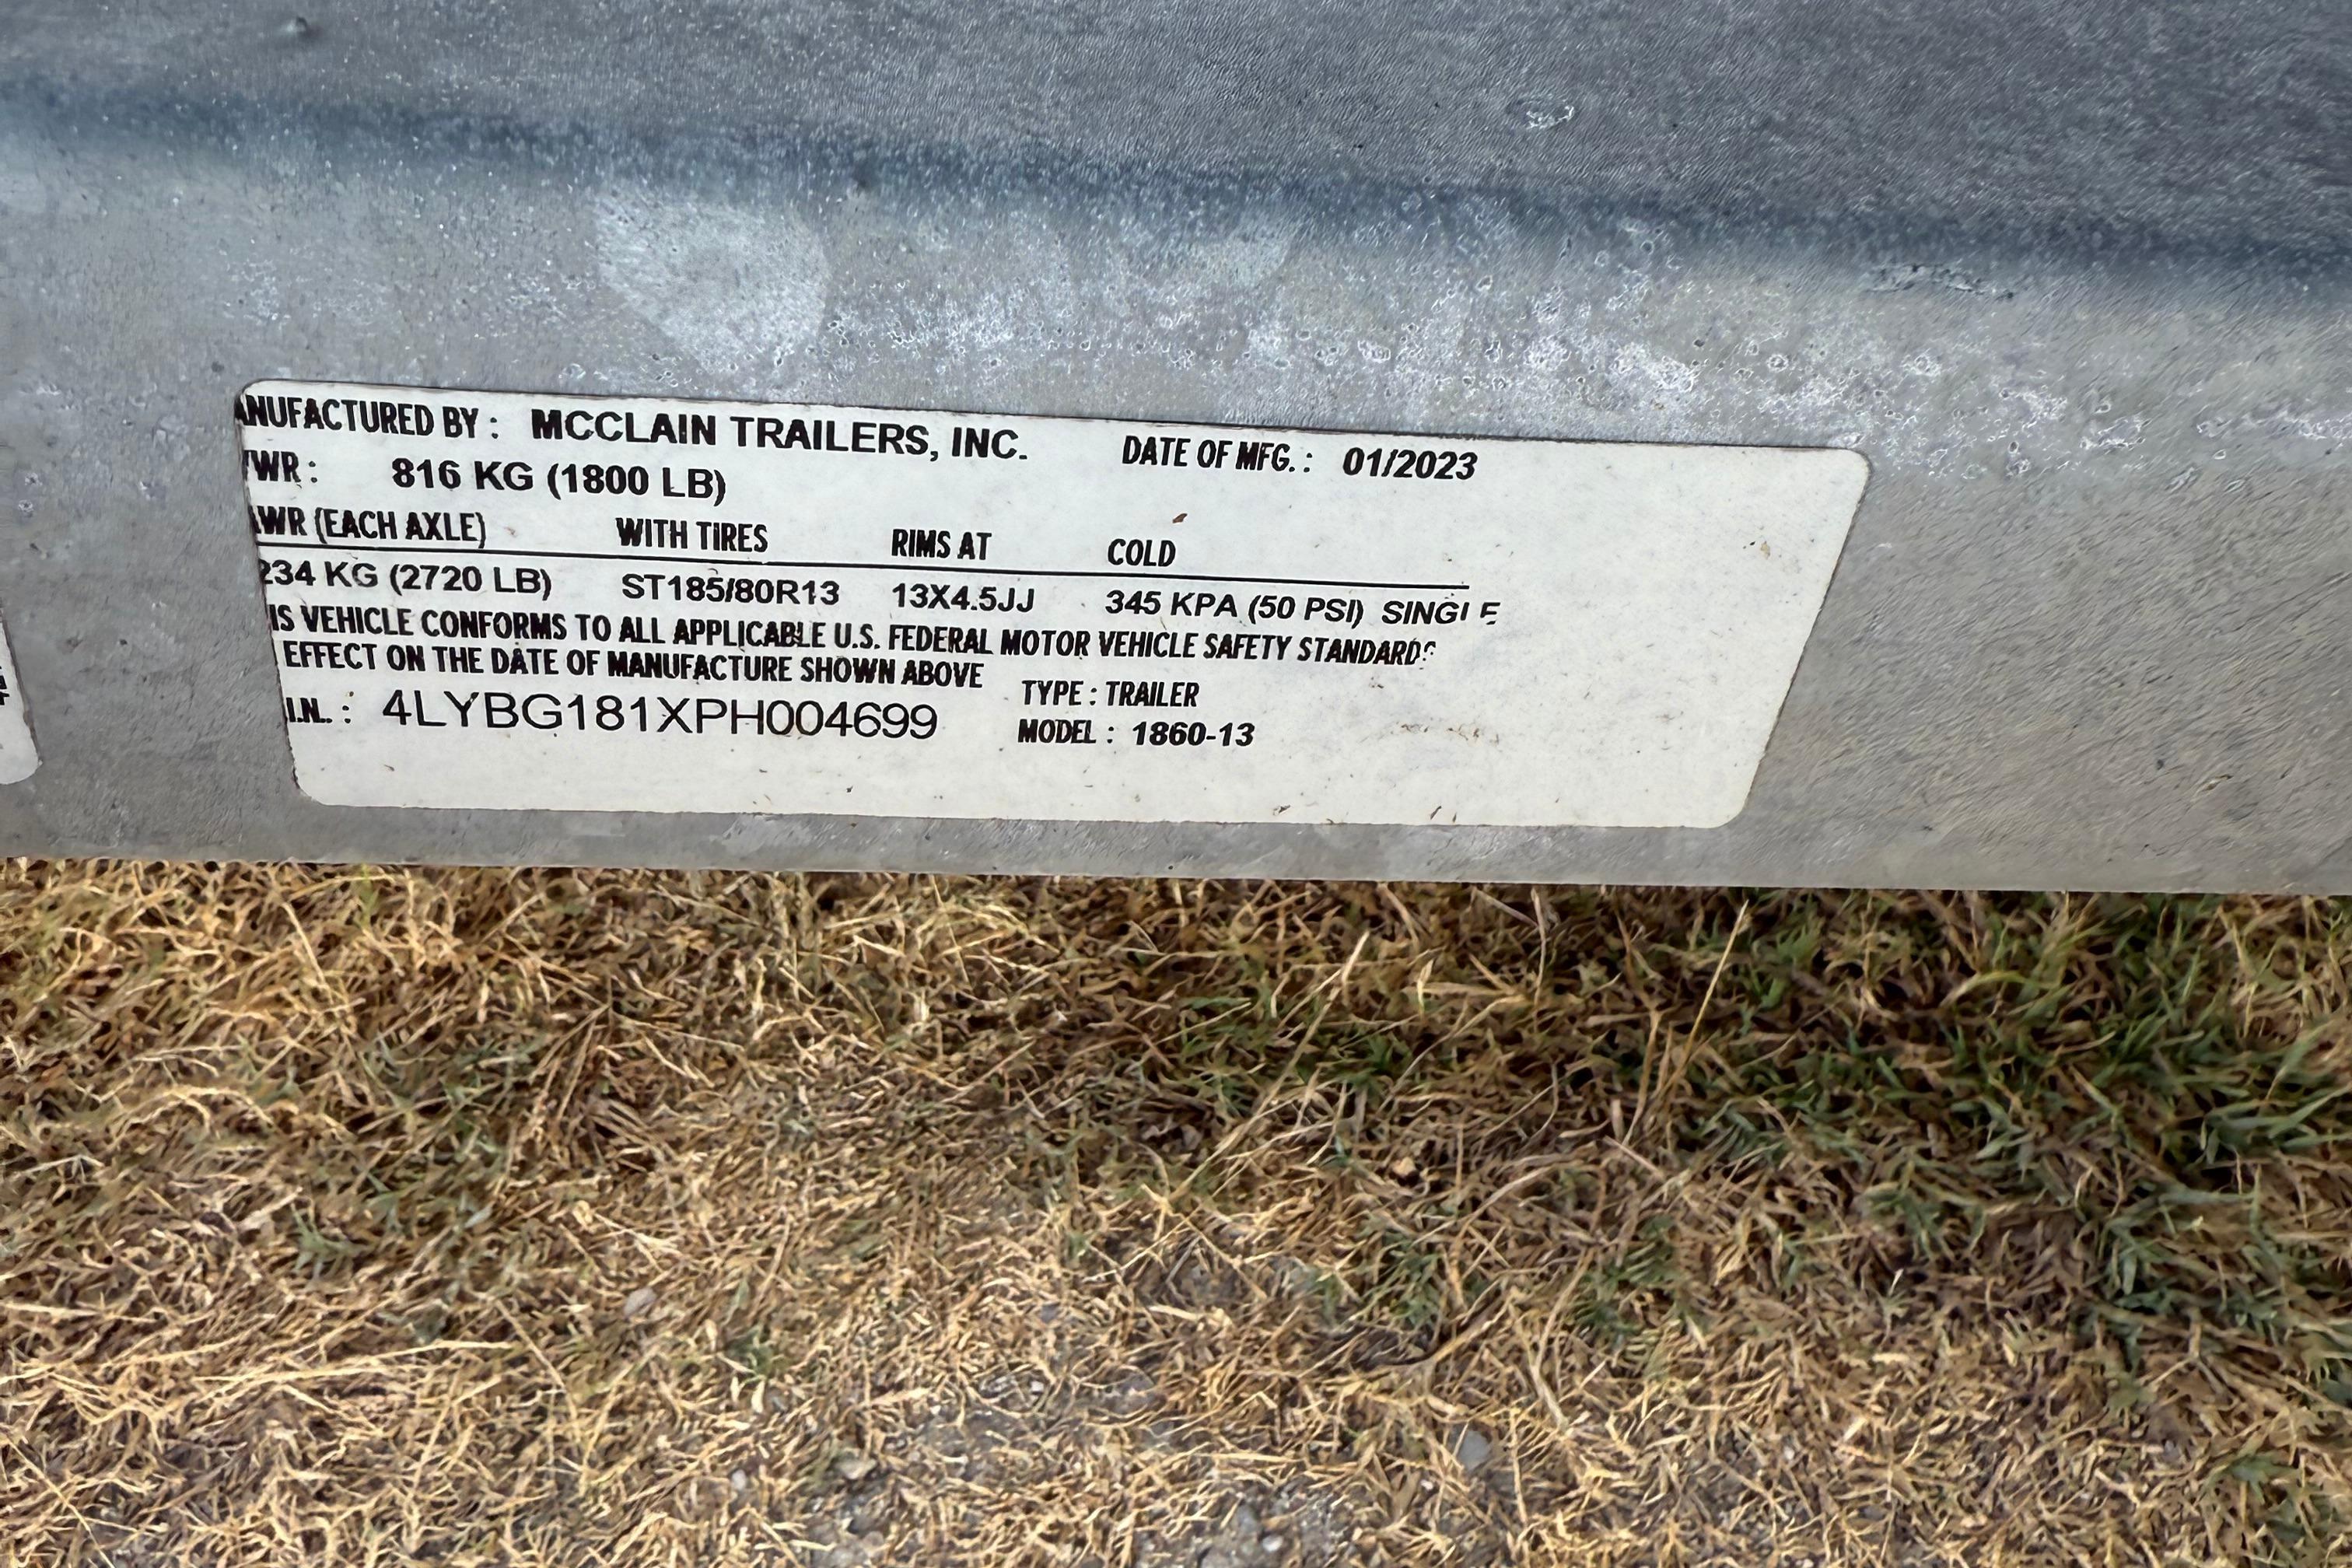 ANUFACTURED BY : MCCLAIN TRAILERS, INC. DATE OF MFG. : 01/2023
VWR : 816 KG (1800 LB)
AWR (EACH AXLE) WITH TIRES RIMS AT COLD
234 KG (2720 LB) ST185/80R13 13X4.5JJ 345 KPA (50 PSI) SINGLE
IS VEHICLE CONFORMS TO ALL APPLICABLE U.S. FEDERAL MOTOR VEHICLE SAFETY STANDARDS
EFFECT ON THE DATE OF MANUFACTURE SHOWN ABOVE
I.N. : 4LYBG181XPH004699 TYPE : TRAILER
MODEL : 1860-13